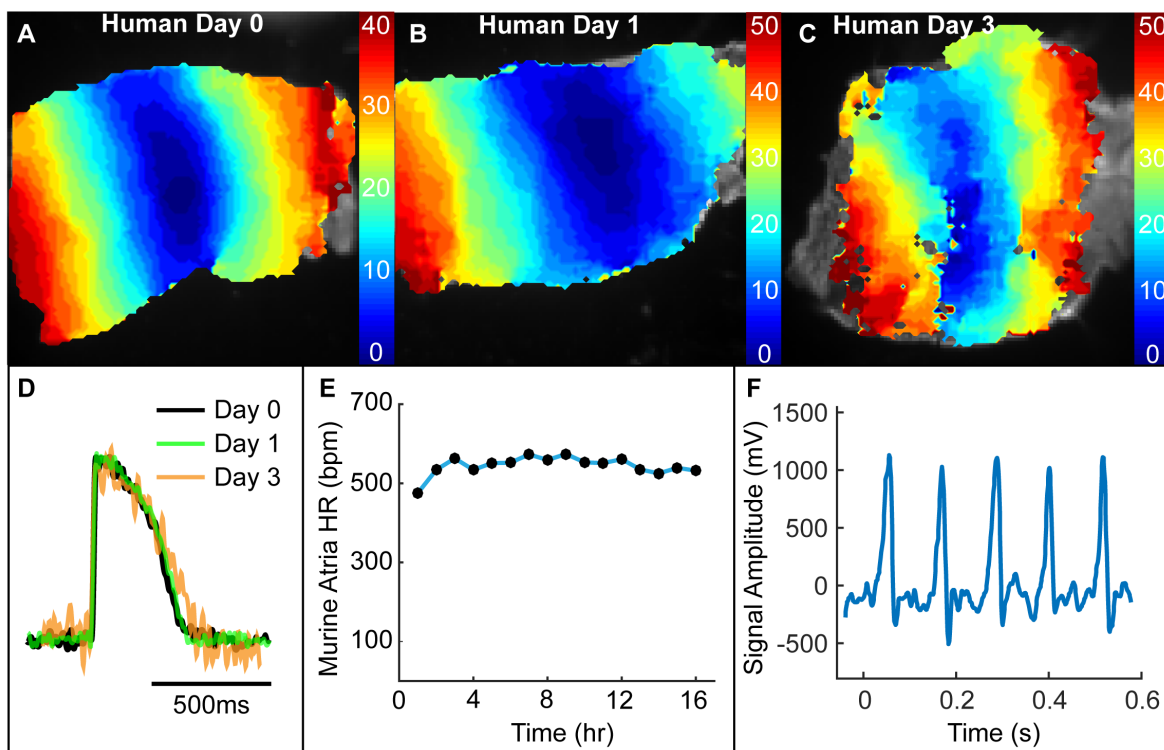 A
Human Day 0
40
30
20
10
0
B
Human Day 1
50
40
30
20
10
0
C
Human Day 3
50
40
30
20
10
0
D
Day 0
Day 1
Day 3
500ms
E
Murine Atria HR (bpm)
700
500
300
100
0
4
8
12
16
Time (hr)
F
Signal Amplitude (mV)
1500
1000
500
0
-500
0
0.2
0.4
0.6
Time (s)